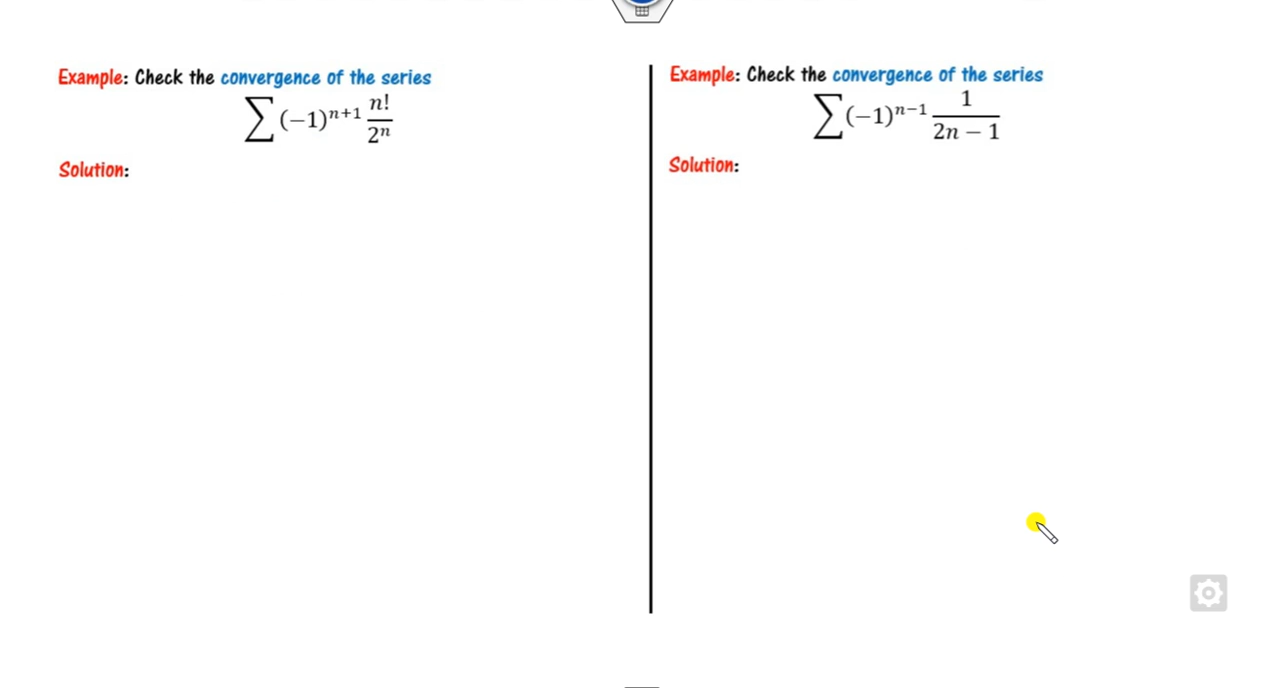 Example: Check the convergence of the series
∑(−1)ⁿ⁺¹ n!/2ⁿ
Solution:
Example: Check the convergence of the series
∑(−1)ⁿ⁻¹ 1/(2n − 1)
Solution: